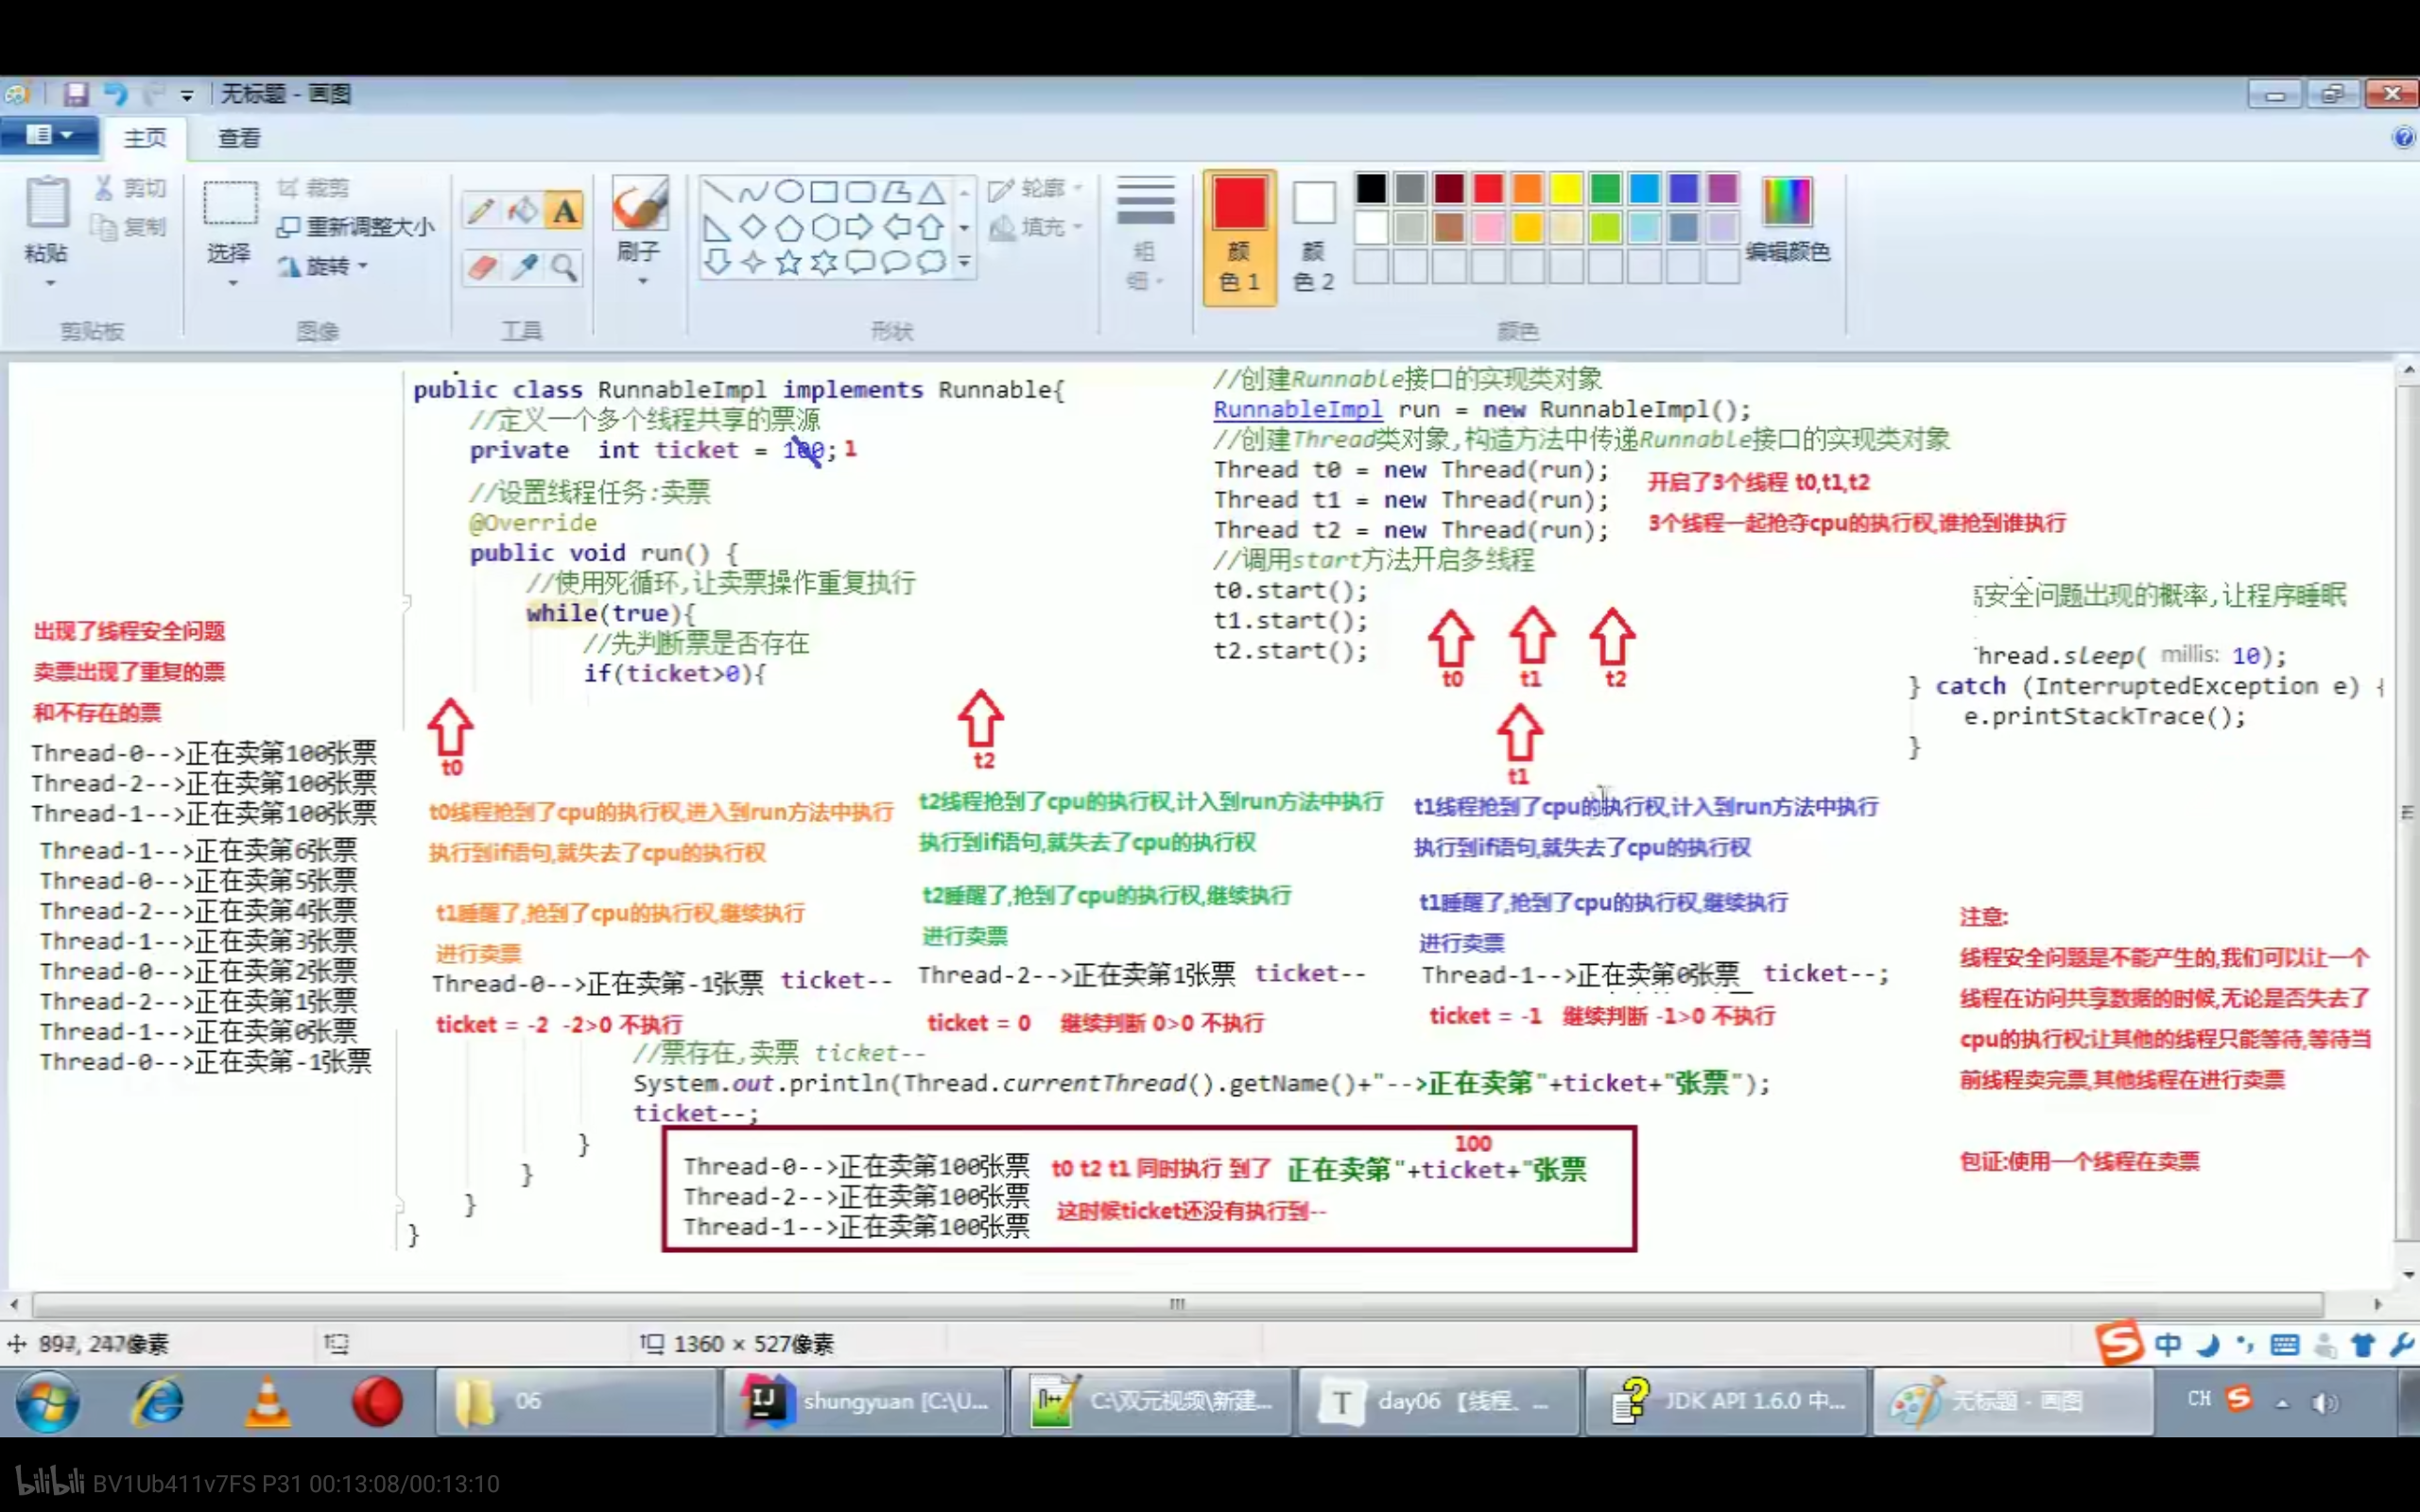 无标题 - 画图
主页
查看
剪切
复制
粘贴
剪贴板
裁剪
重新调整大小
旋转
选择
图像
A
工具
刷子
轮廓
填充
形状
粗
细
颜
色 1
颜
色 2
编辑颜色
颜色
public class RunnableImpl implements Runnable{
//定义一个多个线程共享的票源
private int ticket = 100; 1
//设置线程任务:卖票
@Override
public void run() {
//使用死循环,让卖票操作重复执行
while(true){
//先判断票是否存在
if(ticket>0){
//创建Runnable接口的实现类对象
RunnableImpl run = new RunnableImpl();
//创建Thread类对象,构造方法中传递Runnable接口的实现类对象
Thread t0 = new Thread(run);
Thread t1 = new Thread(run);
Thread t2 = new Thread(run);
//调用start方法开启多线程
t0.start();
t1.start();
t2.start();
开启了3个线程 t0,t1,t2
3个线程一起抢夺cpu的执行权,谁抢到谁执行
t0
t1
t2
高安全问题出现的概率,让程序睡眠
hread.sleep( millis: 10);
} catch (InterruptedException e) {
e.printStackTrace();
}
出现了线程安全问题
卖票出现了重复的票
和不存在的票
Thread-0-->正在卖第100张票
Thread-2-->正在卖第100张票
Thread-1-->正在卖第100张票
Thread-1-->正在卖第6张票
Thread-0-->正在卖第5张票
Thread-2-->正在卖第4张票
Thread-1-->正在卖第3张票
Thread-0-->正在卖第2张票
Thread-2-->正在卖第1张票
Thread-1-->正在卖第0张票
Thread-0-->正在卖第-1张票
t0
t0线程抢到了cpu的执行权,进入到run方法中执行
执行到if语句,就失去了cpu的执行权
t1睡醒了,抢到了cpu的执行权,继续执行
进行卖票
Thread-0-->正在卖第-1张票 ticket--
ticket = -2 -2>0 不执行
t2
t2线程抢到了cpu的执行权,计入到run方法中执行
执行到if语句,就失去了cpu的执行权
t2睡醒了,抢到了cpu的执行权,继续执行
进行卖票
Thread-2-->正在卖第1张票 ticket--
ticket = 0 继续判断 0>0 不执行
t1
t1线程抢到了cpu的执行权,计入到run方法中执行
执行到if语句,就失去了cpu的执行权
t1睡醒了,抢到了cpu的执行权,继续执行
进行卖票
Thread-1-->正在卖第0张票 ticket--;
ticket = -1 继续判断 -1>0 不执行
注意:
线程安全问题是不能产生的,我们可以让一个
线程在访问共享数据的时候,无论是否失去了
cpu的执行权;让其他的线程只能等待,等待当
前线程卖完票,其他线程在进行卖票
包证:使用一个线程在卖票
//票存在,卖票 ticket--
System.out.println(Thread.currentThread().getName()+"-->正在卖第"+ticket+"张票");
ticket--;
}
}
}
}
Thread-0-->正在卖第100张票
Thread-2-->正在卖第100张票
Thread-1-->正在卖第100张票
100
t0 t2 t1 同时执行 到了 正在卖第"+ticket+"张票
这时候ticket还没有执行到--
897, 247像素
1360 × 527像素
中
06
shungyuan [C:\U...
C:\双元视频\新建...
day06 【线程、...
JDK API 1.6.0 中...
无标题 - 画图
CH
bilibili BV1Ub411v7FS P31 00:13:08/00:13:10